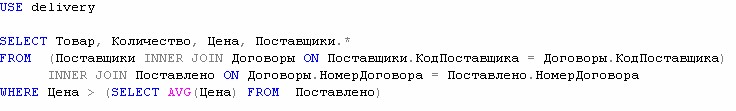 USE delivery
SELECT Товар, Количество, Цена, Поставщики.*
FROM (Поставщики INNER JOIN Договоры ON Поставщики.КодПоставщика = Договоры.КодПоставщика)
INNER JOIN Поставлено ON Договоры.НомерДоговора = Поставлено.НомерДоговора
WHERE Цена > (SELECT AVG(Цена) FROM Поставлено)